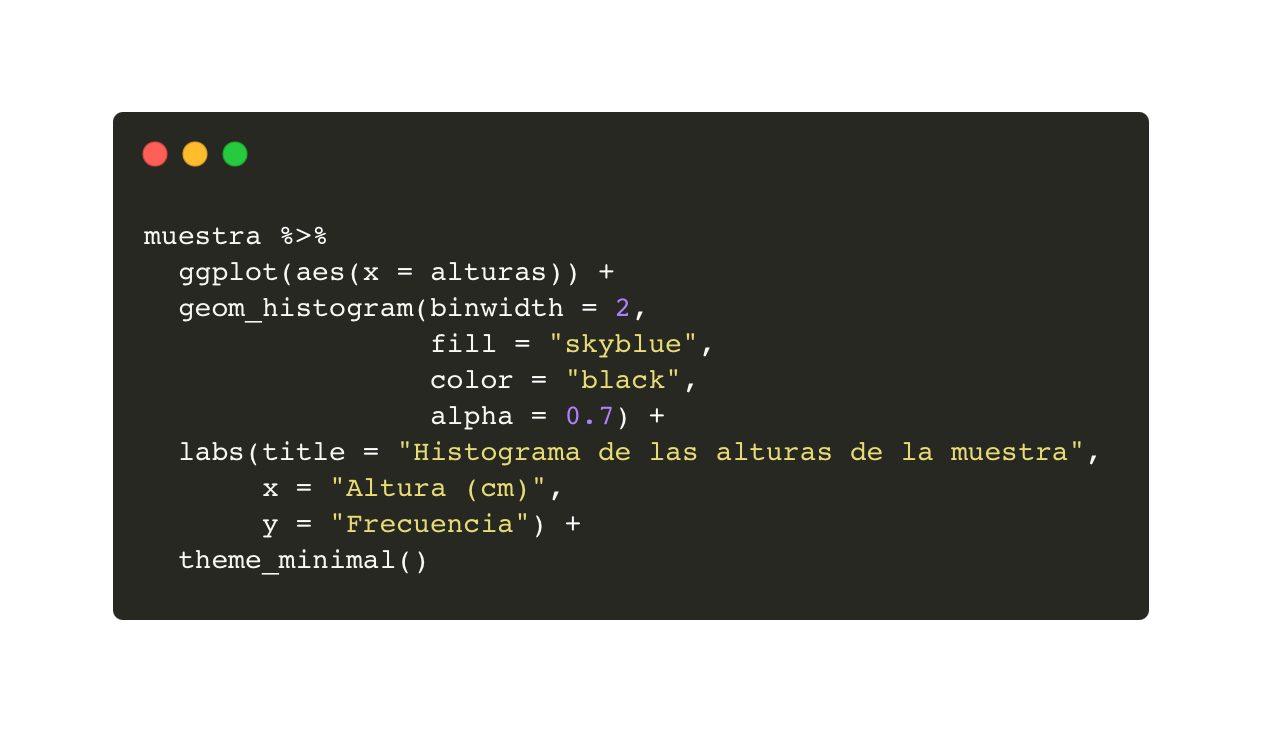 muestra %>%
  ggplot(aes(x = alturas)) +
  geom_histogram(binwidth = 2,
                 fill = "skyblue",
                 color = "black",
                 alpha = 0.7) +
  labs(title = "Histograma de las alturas de la muestra",
       x = "Altura (cm)",
       y = "Frecuencia") +
  theme_minimal()